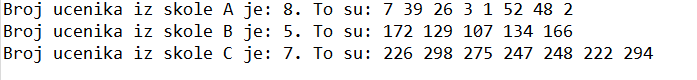 Broj ucenika iz skole A je: 8. To su: 7 39 26 3 1 52 48 2
Broj ucenika iz skole B je: 5. To su: 172 129 107 134 166
Broj ucenika iz skole C je: 7. To su: 226 298 275 247 248 222 294